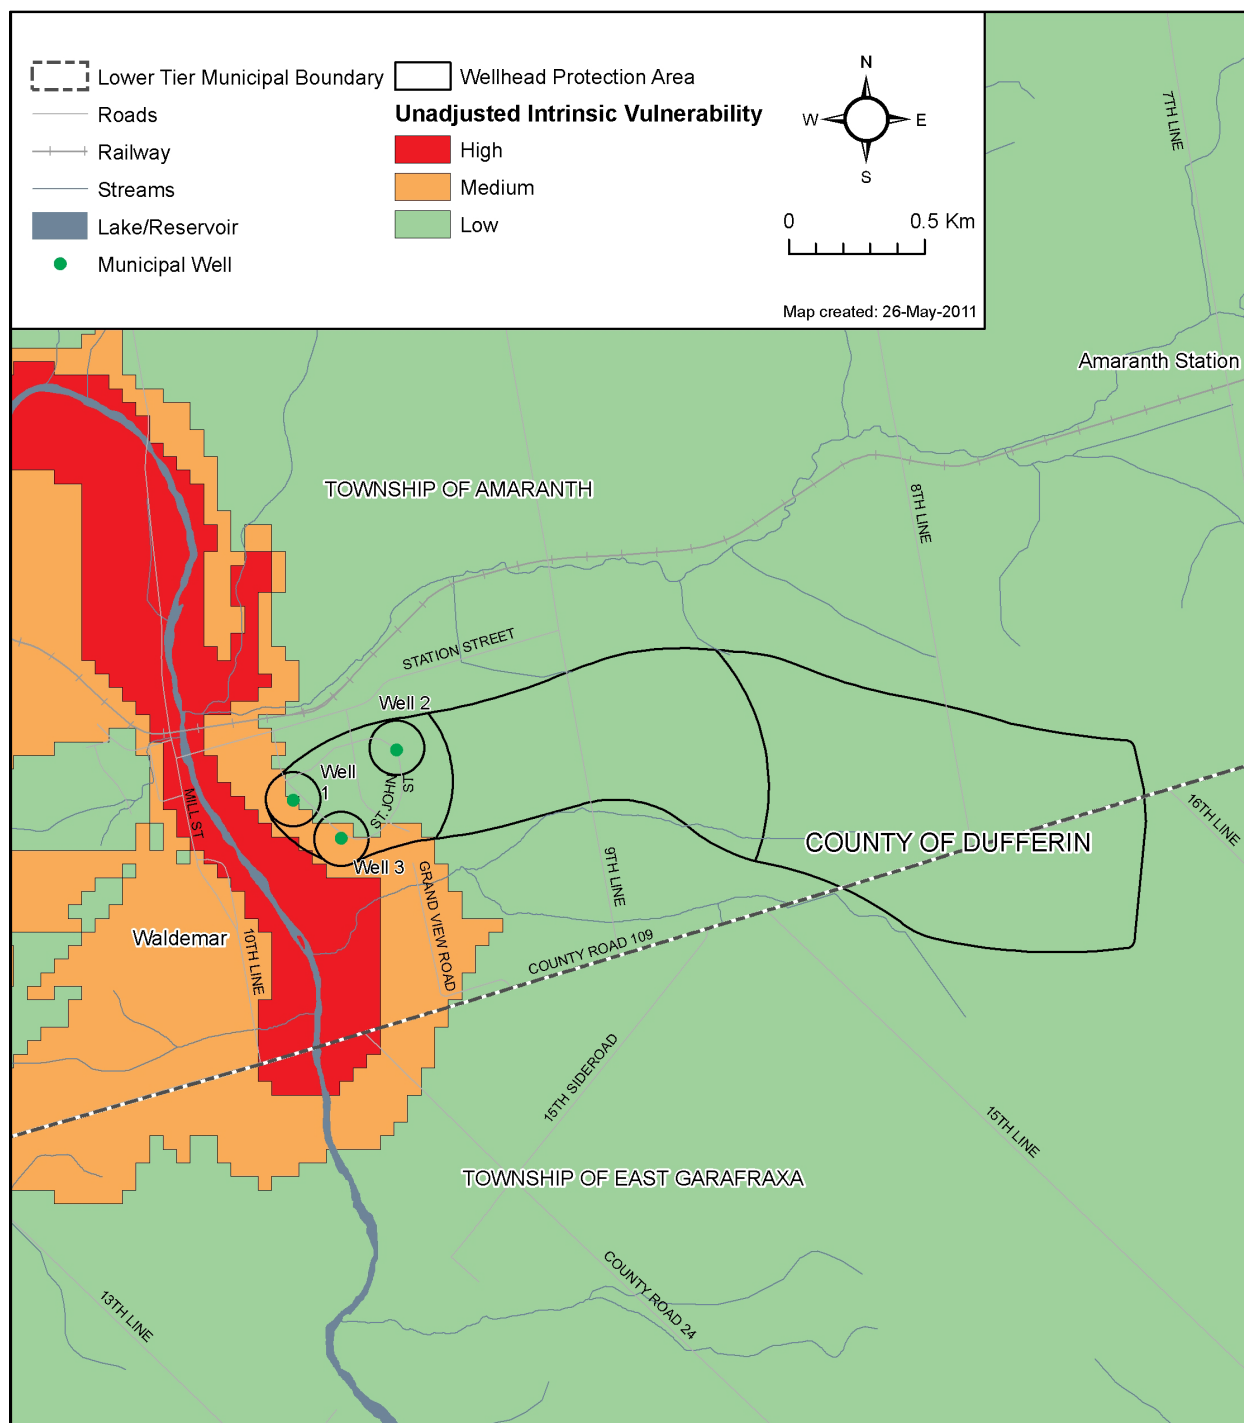 Lower Tier Municipal Boundary
Roads
Railway
Streams
Lake/Reservoir
Municipal Well
Wellhead Protection Area
Unadjusted Intrinsic Vulnerability
High
Medium
Low
N
W
E
S
0
0.5 Km
Map created: 26-May-2011
7TH LINE
Amaranth Station
TOWNSHIP OF AMARANTH
8TH LINE
STATION STREET
Well 2
Well
1
ST. JOHN
ST
MILL ST
Well 3
COUNTY OF DUFFERIN
16TH LINE
9TH LINE
GRAND VIEW ROAD
Waldemar
10TH LINE
COUNTY ROAD 109
15TH SIDEROAD
15TH LINE
TOWNSHIP OF EAST GARAFRAXA
COUNTY ROAD 24
13TH LINE